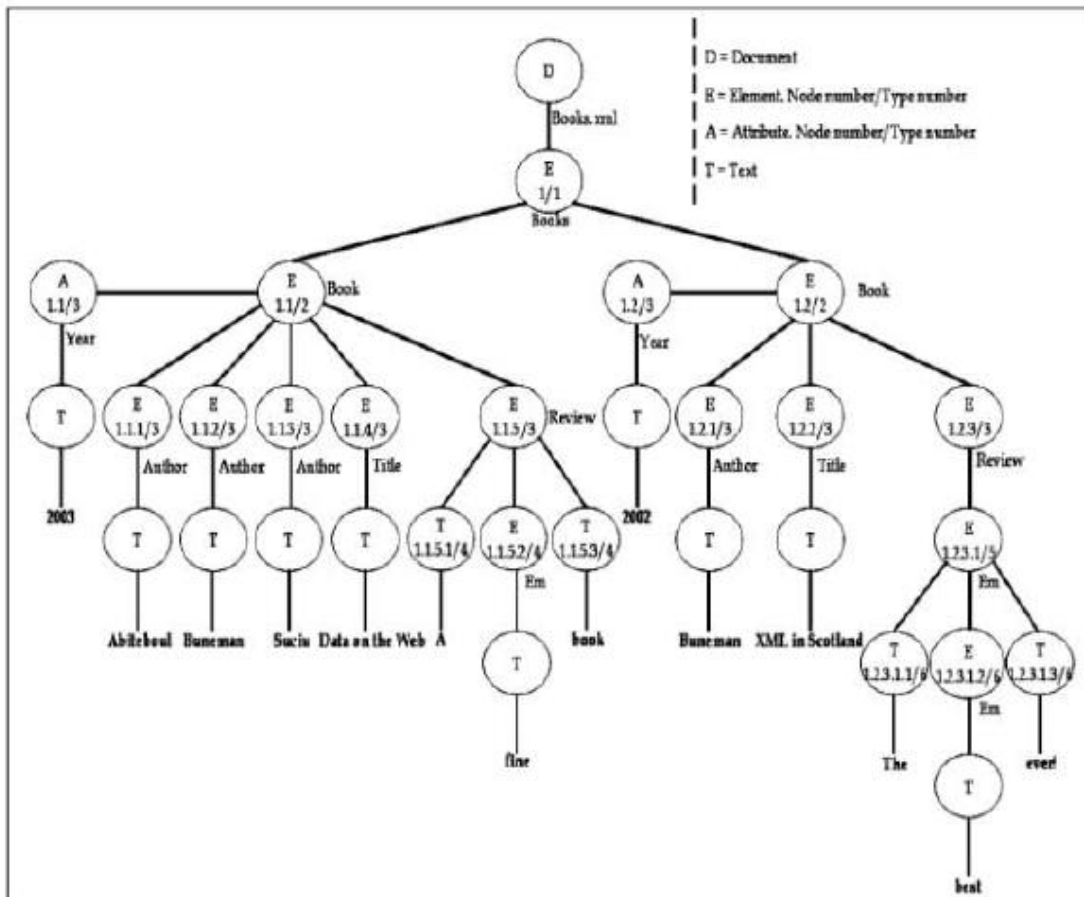 D
D = Document
E = Element. Node number/Type number
A = Attribute. Node number/Type number
T = Text
Books.xml
E
1/1
Books
A
1.1/3
E
1.1/2
Book
A
1.2/3
E
1.2/2
Book
Year
Year
T
E
1.1.1/3
E
1.1.2/3
E
1.1.3/3
E
1.1.4/3
E
1.1.5/3
Review
T
E
1.2.1/3
E
1.2.2/3
E
1.2.3/3
Author
Author
Author
Title
Author
Title
Review
2003
T
T
T
T
T
1.1.5.1/4
E
1.1.5.2/4
T
1.1.5.3/4
2002
T
T
E
1.2.3.1/5
Em
Em
Abiteboul
Buneman
Suciu
Data on the Web
A
book
Buneman
XML in Scotland
T
T
1.2.3.1.1/6
E
1.2.3.1.2/6
T
1.2.3.1.3/6
Em
fine
The
ever!
T
best